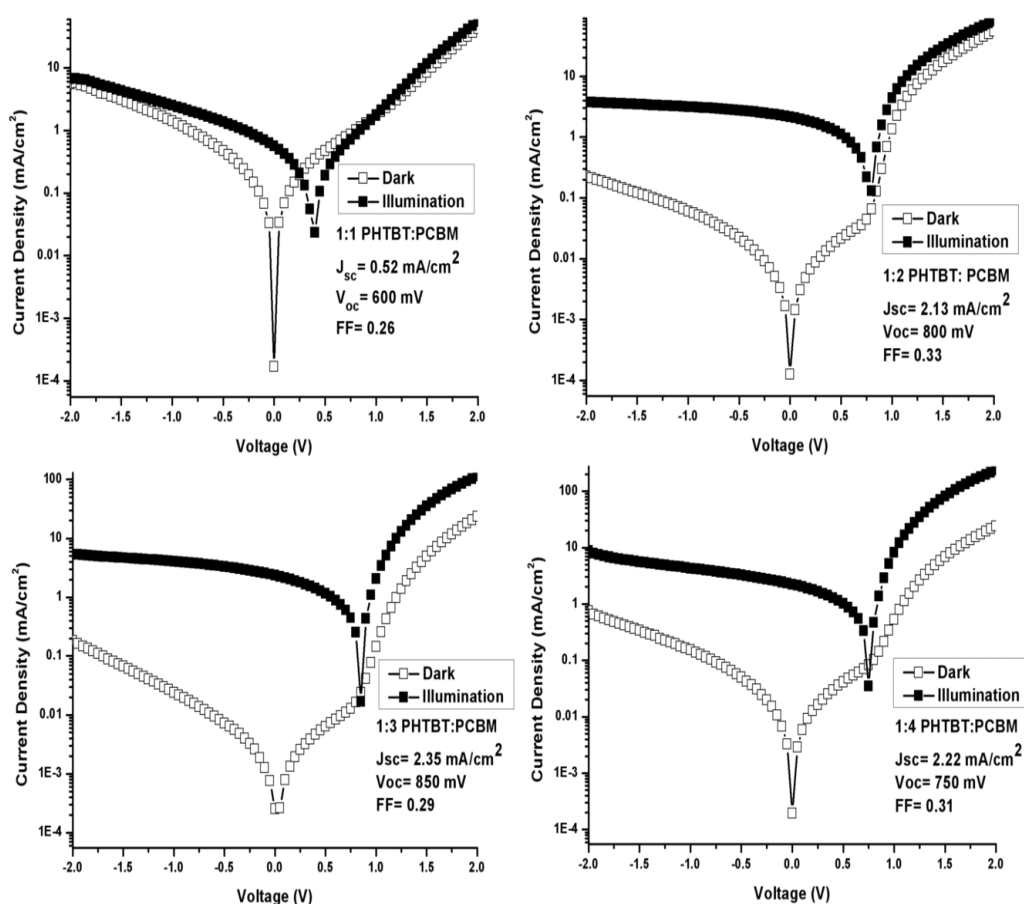 10
1
0.1
0.01
1E-3
1E-4
Current Density (mA/cm²)
Dark
Illumination
1:1 PHTBT:PCBM
J_sc= 0.52 mA/cm²
V_oc= 600 mV
FF= 0.26
-2.0 -1.5 -1.0 -0.5 0.0 0.5 1.0 1.5 2.0
Voltage (V)
10
1
0.1
0.01
1E-3
1E-4
Current Density (mA/cm²)
Dark
Illumination
1:2 PHTBT: PCBM
Jsc= 2.13 mA/cm²
Voc= 800 mV
FF= 0.33
-2.0 -1.5 -1.0 -0.5 0.0 0.5 1.0 1.5 2.0
Voltage (V)
100
10
1
0.1
0.01
1E-3
1E-4
Current Density (mA/cm²)
Dark
Illumination
1:3 PHTBT:PCBM
Jsc= 2.35 mA/cm²
Voc= 850 mV
FF= 0.29
-2.0 -1.5 -1.0 -0.5 0.0 0.5 1.0 1.5 2.0
Voltage (V)
100
10
1
0.1
0.01
1E-3
1E-4
Current Density (mA/cm²)
Dark
Illumination
1:4 PHTBT:PCBM
Jsc= 2.22 mA/cm²
Voc= 750 mV
FF= 0.31
-2.0 -1.5 -1.0 -0.5 0.0 0.5 1.0 1.5 2.0
Voltage (V)